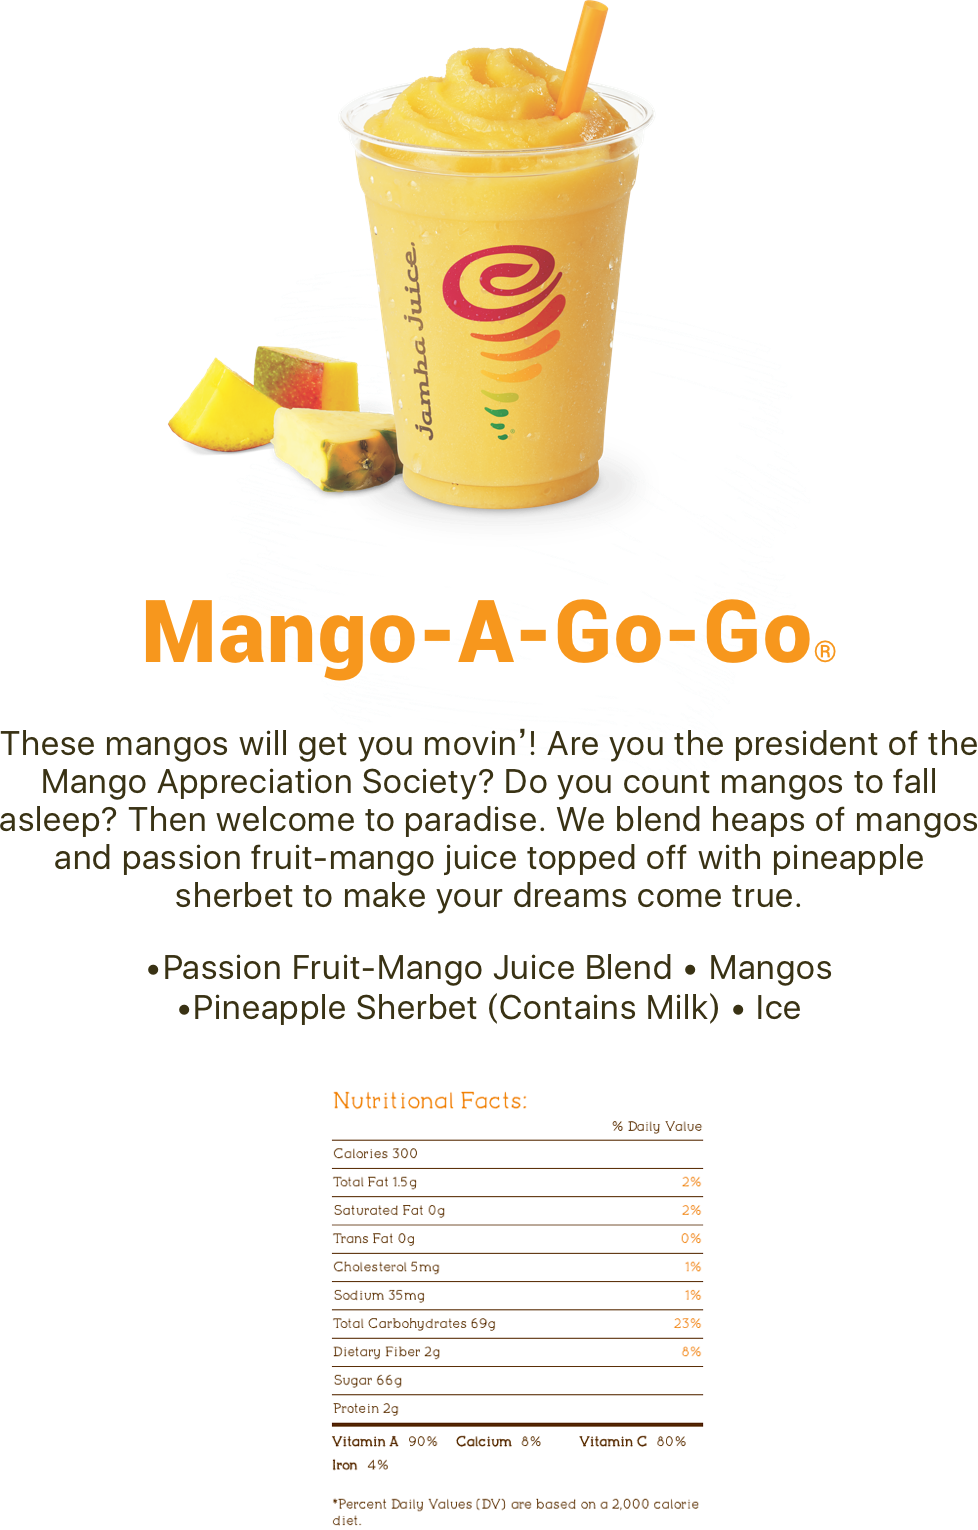 jamba juice.
Mango-A-Go-Go®
These mangos will get you movin’! Are you the president of the
Mango Appreciation Society? Do you count mangos to fall
asleep? Then welcome to paradise. We blend heaps of mangos
and passion fruit-mango juice topped off with pineapple
sherbet to make your dreams come true.
•Passion Fruit-Mango Juice Blend • Mangos
•Pineapple Sherbet (Contains Milk) • Ice
Nutritional Facts:
% Daily Value
Calories 300
Total Fat 1.5g 2%
Saturated Fat 0g 2%
Trans Fat 0g 0%
Cholesterol 5mg 1%
Sodium 35mg 1%
Total Carbohydrates 69g 23%
Dietary Fiber 2g 8%
Sugar 66g
Protein 2g
Vitamin A 90% Calcium 8% Vitamin C 80%
Iron 4%
*Percent Daily Values (DV) are based on a 2,000 calorie
diet.